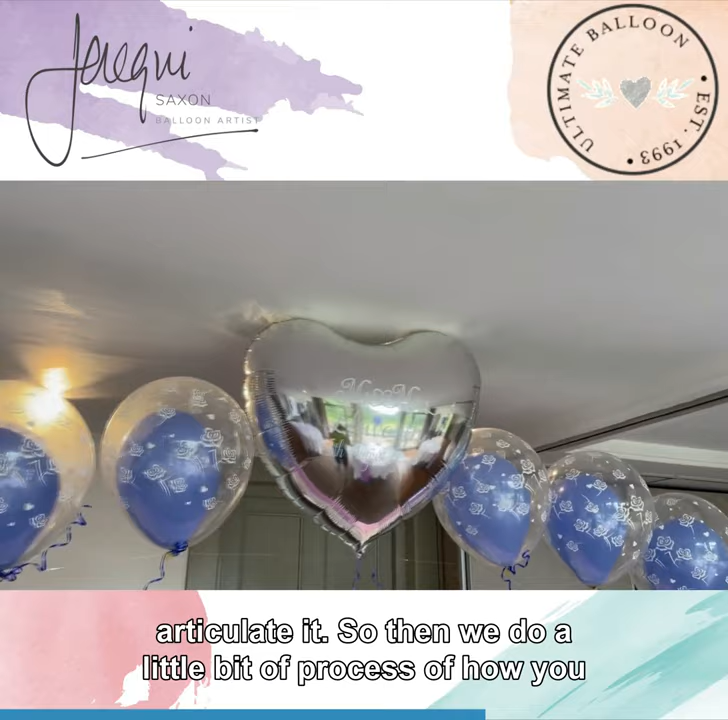 Jacqui
SAXON
BALLOON ARTIST
ULTIMATE BALLOON
• EST. 1993 •
articulate it. So then we do a
little bit of process of how you